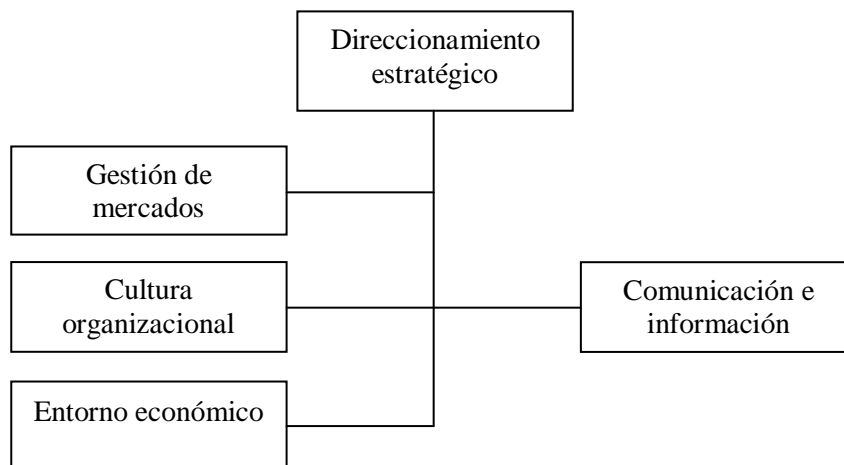 Direccionamiento
estratégico
Gestión de
mercados
Cultura
organizacional
Comunicación e
información
Entorno económico